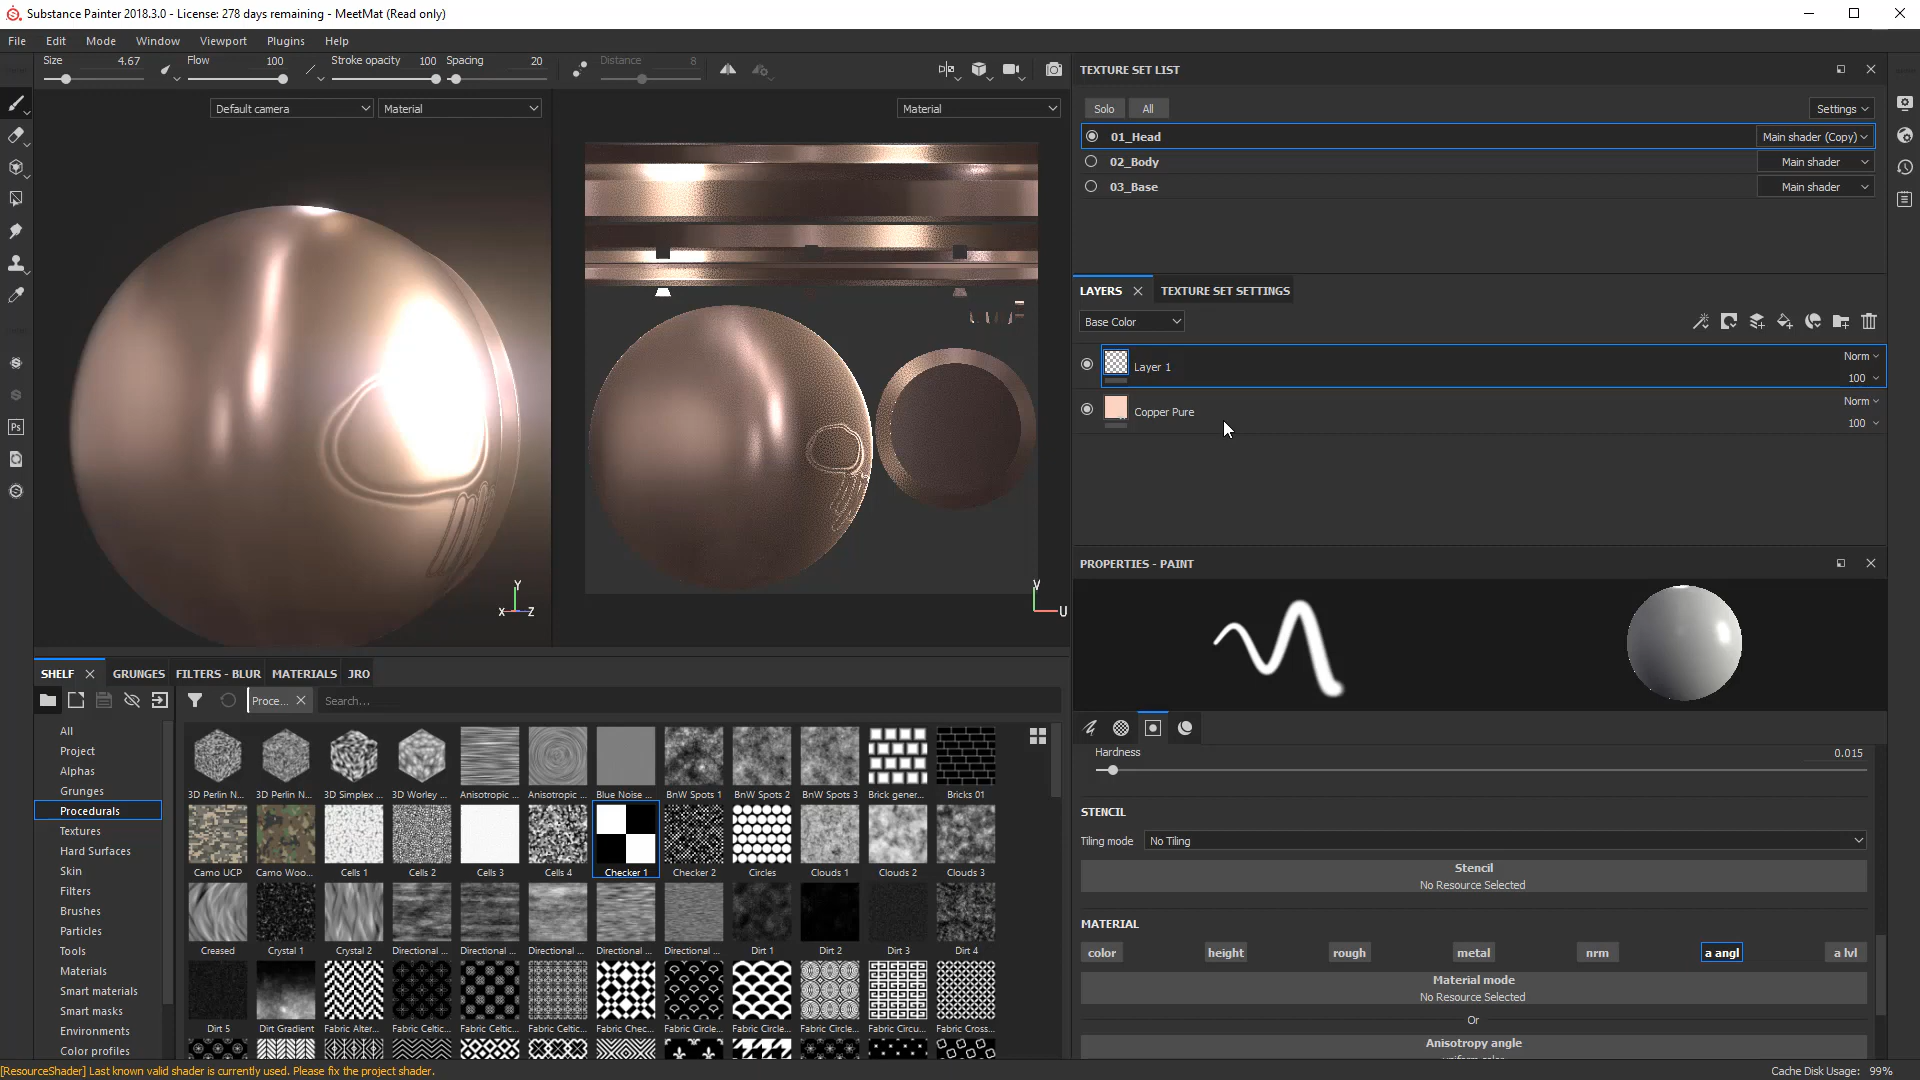 Substance Painter 2018.3.0 - License: 278 days remaining - MeetMat (Read only)
File Edit Mode Window Viewport Plugins Help
Size 4.67 Flow 100 Stroke opacity 100 Spacing 20 Distance 8
Default camera Material Material
Y
X Z
V
U
TEXTURE SET LIST
Solo All Settings
01_Head Main shader (Copy)
02_Body Main shader
03_Base Main shader
LAYERS TEXTURE SET SETTINGS
Base Color
Layer 1 Norm 100
Copper Pure Norm 100
PROPERTIES - PAINT
Hardness 0.015
STENCIL
Tiling mode No Tiling
Stencil
No Resource Selected
MATERIAL
color height rough metal nrm a angl a lvl
Material mode
No Resource Selected
Or
Anisotropy angle
uniform color
SHELF GRUNGES FILTERS - BLUR MATERIALS JRO
Proce... Search...
All
Project
Alphas
Grunges
Procedurals
Textures
Hard Surfaces
Skin
Filters
Brushes
Particles
Tools
Materials
Smart materials
Smart masks
Environments
Color profiles
3D Perlin N... 3D Perlin N... 3D Simplex ... 3D Worley ... Anisotropic ... Anisotropic ... Blue Noise ... BnW Spots 1 BnW Spots 2 BnW Spots 3 Brick gener... Bricks 01
Camo UCP Camo Woo... Cells 1 Cells 2 Cells 3 Cells 4 Checker 1 Checker 2 Circles Clouds 1 Clouds 2 Clouds 3
Creased Crystal 1 Crystal 2 Directional ... Directional ... Directional ... Directional ... Directional ... Dirt 1 Dirt 2 Dirt 3 Dirt 4
Dirt 5 Dirt Gradient Fabric Alter... Fabric Celtic... Fabric Celtic... Fabric Celtic... Fabric Chec... Fabric Circle... Fabric Circle... Fabric Circle... Fabric Circu... Fabric Cross...
Ps
[ResourceShader] Last known valid shader is currently used. Please fix the project shader.
Cache Disk Usage: 99%